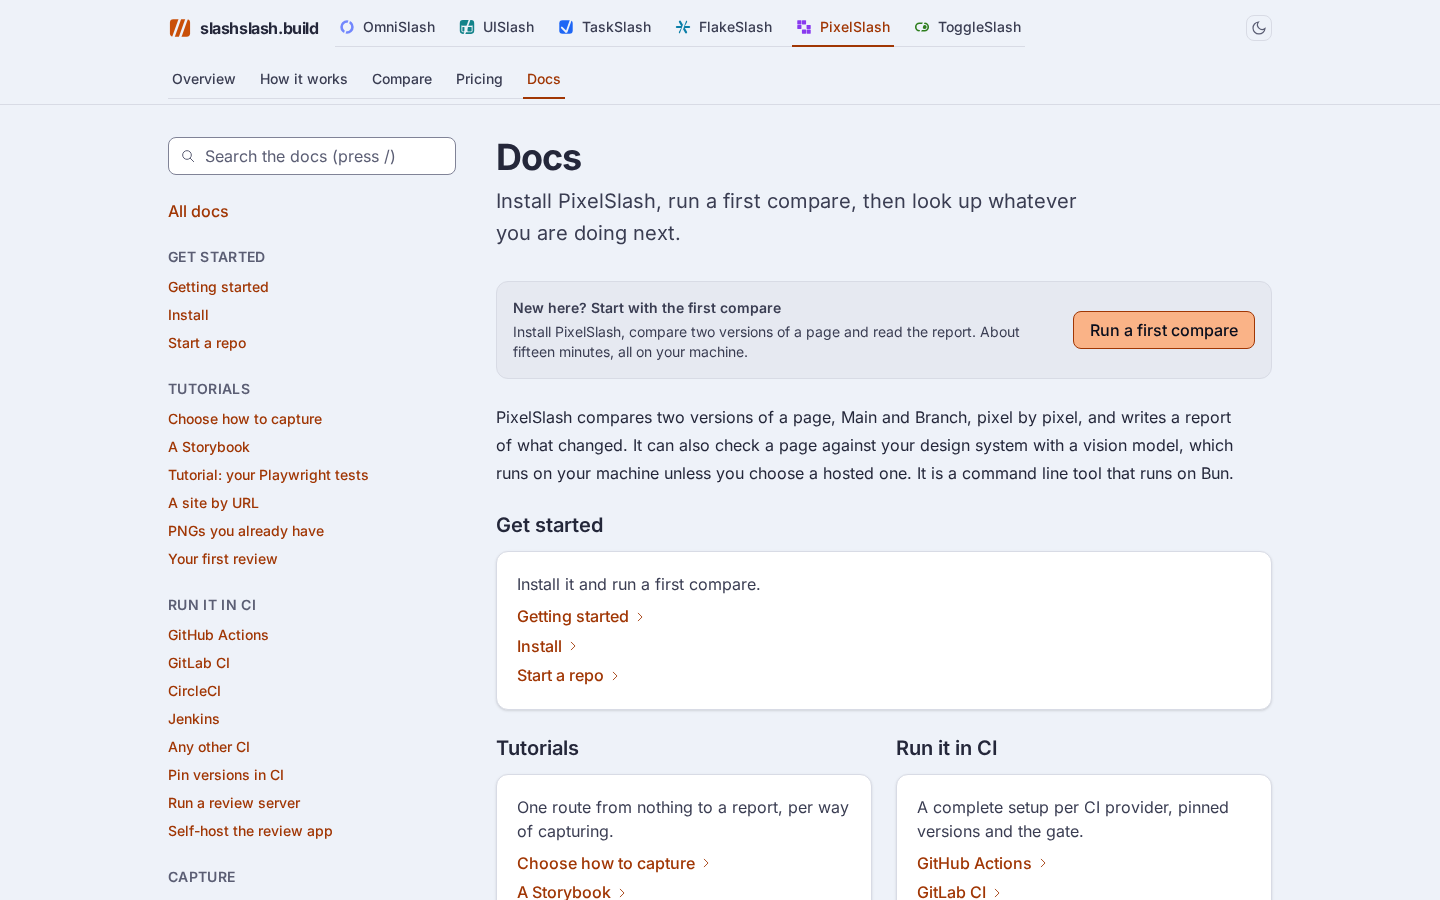 slashslash.build
OmniSlash
UISlash
TaskSlash
FlakeSlash
PixelSlash
ToggleSlash
Overview
How it works
Compare
Pricing
Docs
Search the docs (press /)
All docs
GET STARTED
Getting started
Install
Start a repo
TUTORIALS
Choose how to capture
A Storybook
Tutorial: your Playwright tests
A site by URL
PNGs you already have
Your first review
RUN IT IN CI
GitHub Actions
GitLab CI
CircleCI
Jenkins
Any other CI
Pin versions in CI
Run a review server
Self-host the review app
CAPTURE
Docs
Install PixelSlash, run a first compare, then look up whatever
you are doing next.
New here? Start with the first compare
Install PixelSlash, compare two versions of a page and read the report. About
fifteen minutes, all on your machine.
Run a first compare
PixelSlash compares two versions of a page, Main and Branch, pixel by pixel, and writes a report
of what changed. It can also check a page against your design system with a vision model, which
runs on your machine unless you choose a hosted one. It is a command line tool that runs on Bun.
Get started
Install it and run a first compare.
Getting started
Install
Start a repo
Tutorials
One route from nothing to a report, per way
of capturing.
Choose how to capture
A Storybook
Run it in CI
A complete setup per CI provider, pinned
versions and the gate.
GitHub Actions
GitLab CI